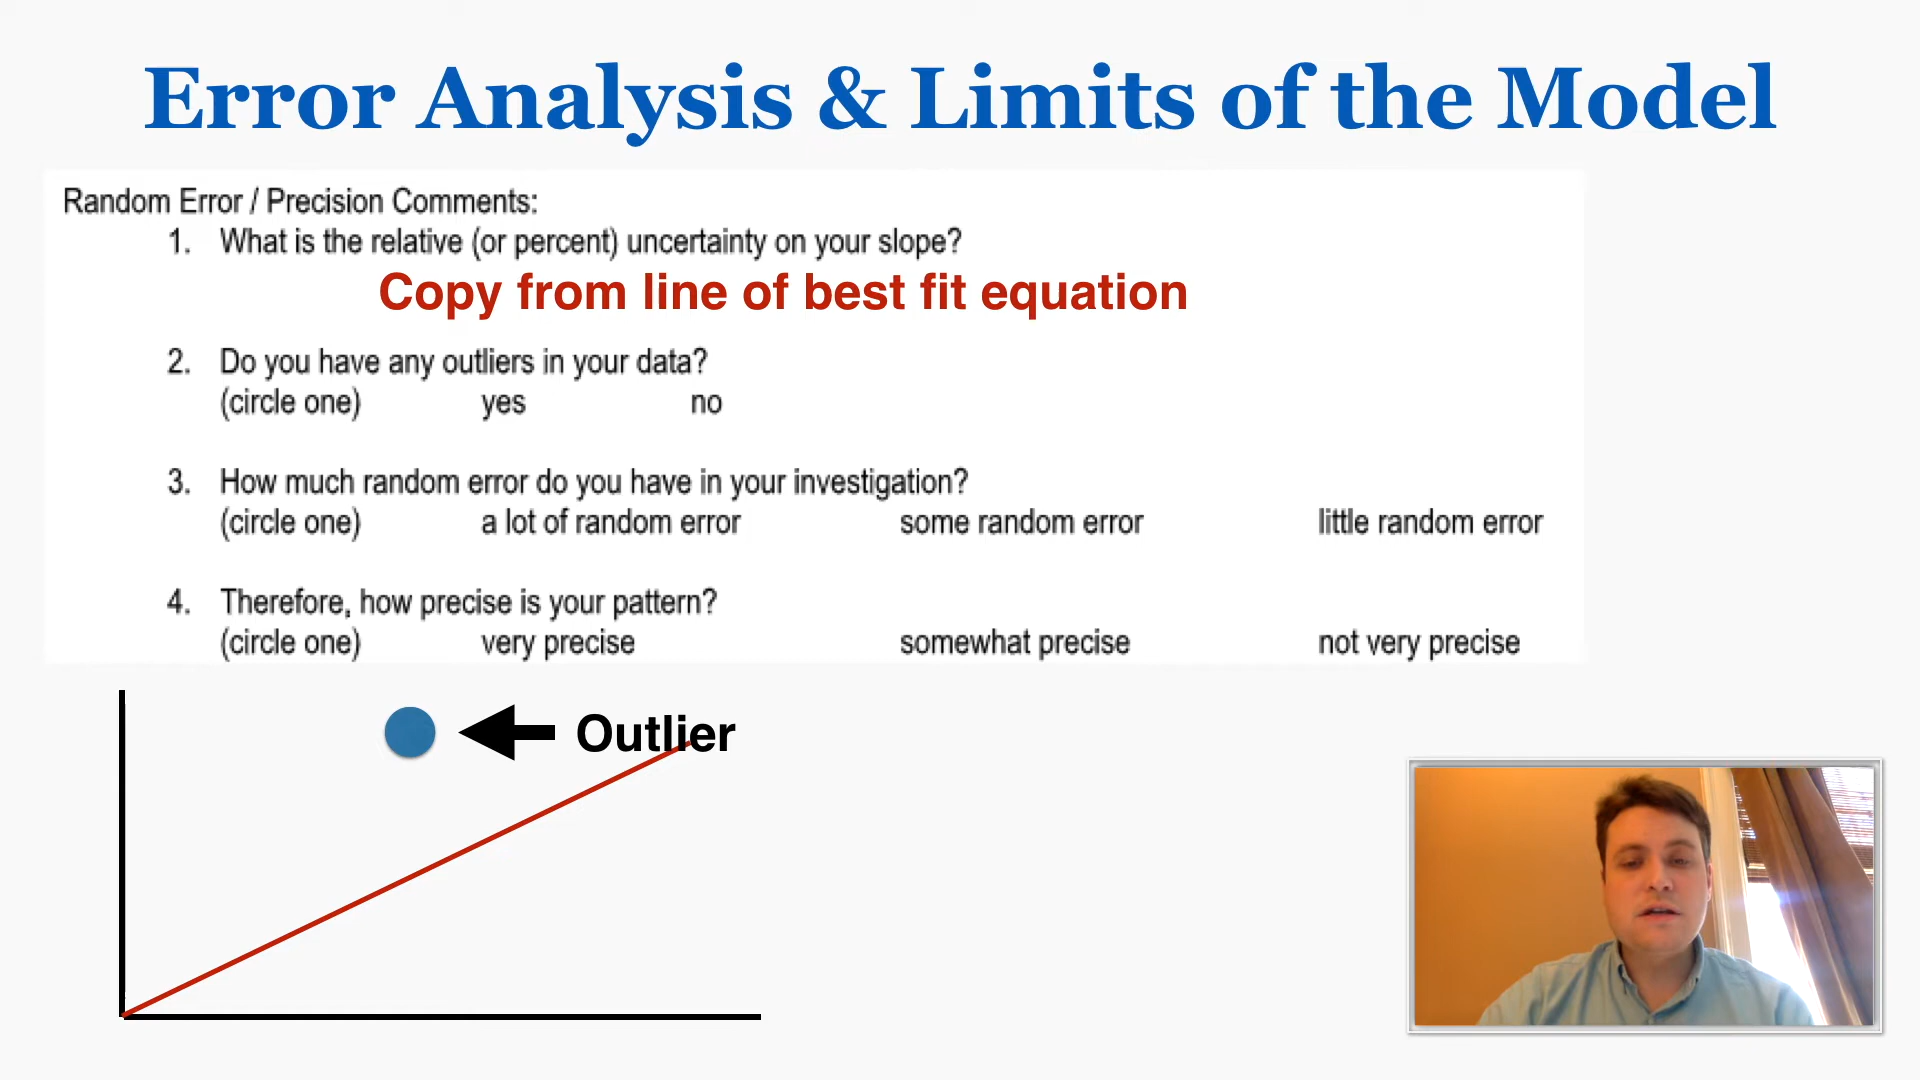 Error Analysis & Limits of the Model
Random Error / Precision Comments:
1. What is the relative (or percent) uncertainty on your slope?
Copy from line of best fit equation
2. Do you have any outliers in your data?
(circle one) yes no
3. How much random error do you have in your investigation?
(circle one) a lot of random error some random error little random error
4. Therefore, how precise is your pattern?
(circle one) very precise somewhat precise not very precise
Outlier